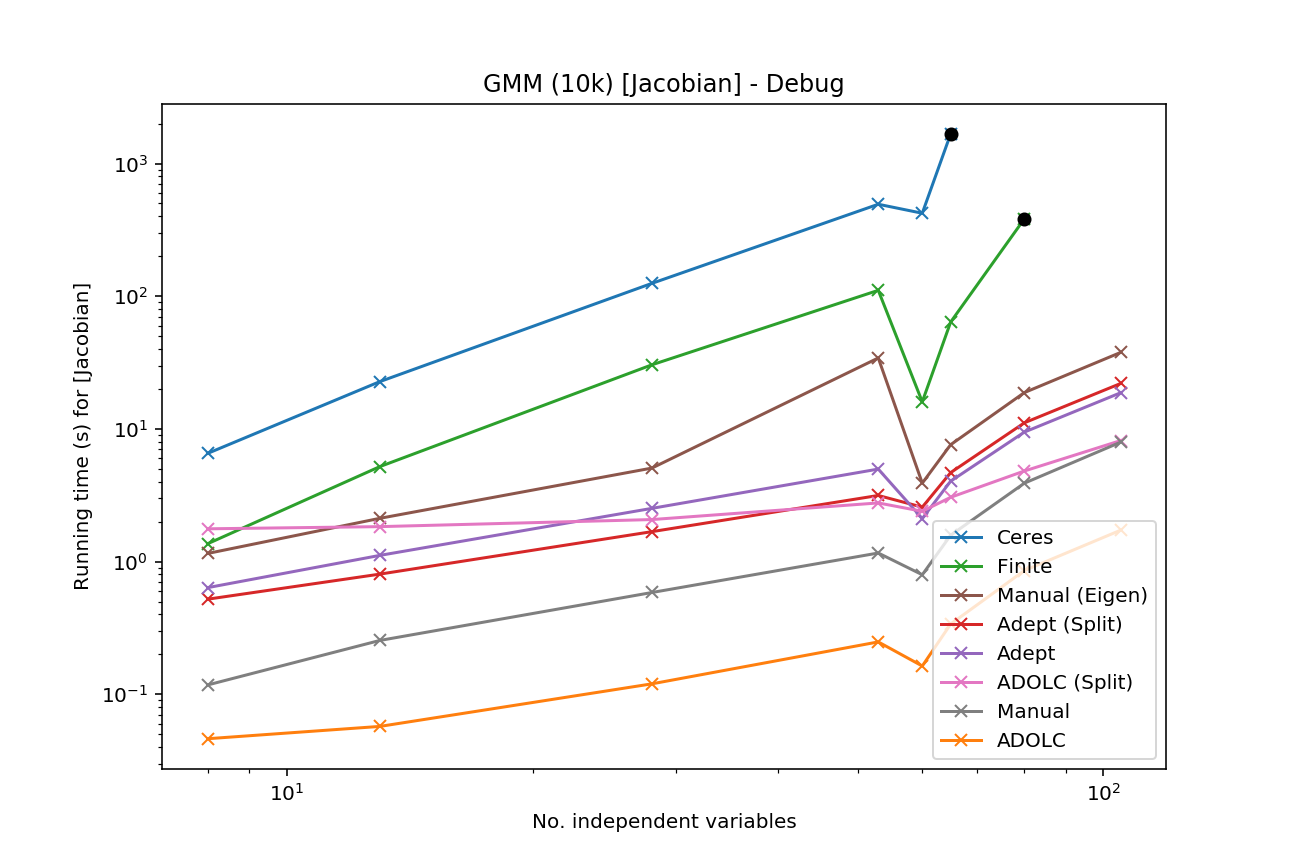 GMM (10k) [Jacobian] - Debug
Running time (s) for [Jacobian]
10³
10²
10¹
10⁰
10⁻¹
Ceres
Finite
Manual (Eigen)
Adept (Split)
Adept
ADOLC (Split)
Manual
ADOLC
10¹
10²
No. independent variables